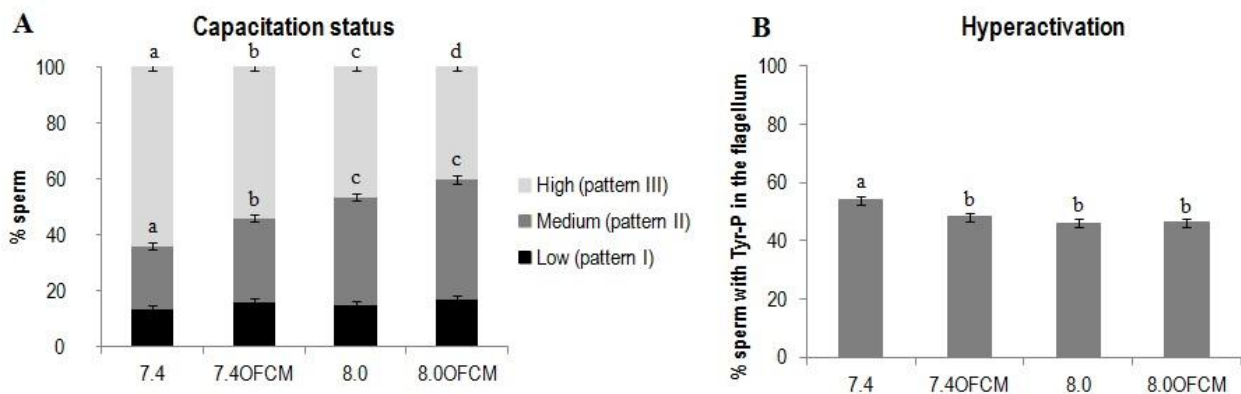 A
Capacitation status
a b c d
100
80
60
40
20
0
% sperm
a b c c
7.4 7.4OFCM 8.0 8.0OFCM
High (pattern III)
Medium (pattern II)
Low (pattern I)
B
Hyperactivation
100
80
60
40
20
0
% sperm with Tyr-P in the flagellum
a b b b
7.4 7.4OFCM 8.0 8.0OFCM